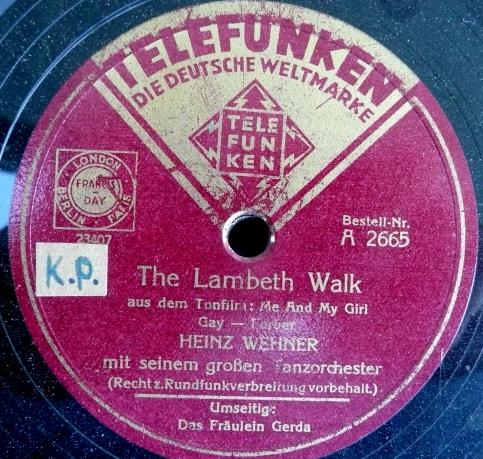 TELEFUNKEN
DIE DEUTSCHE WELTMARKE
TELE
FUN
KEN
LONDON
FRANCIS
DAY
BERLIN PARIS
23407
Bestell-Nr.
A 2665
K.P.
The Lambeth Walk
aus dem Tonfilm: Me And My Girl
Gay — Furber
HEINZ WEHNER
mit seinem großen Tanzorchester
(Recht z. Rundfunkverbreitung vorbehalt.)
Umseitig:
Das Fräulein Gerda